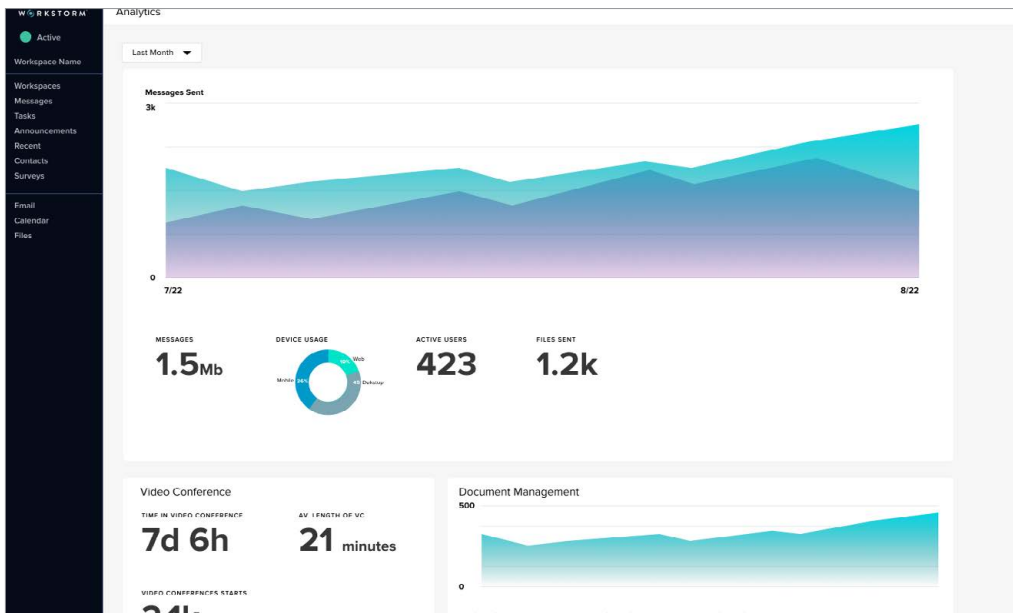 WORKSTORM
Analytics
Active
Workspace Name
Workspaces
Messages
Tasks
Announcements
Recent
Contacts
Surveys
Email
Calendar
Files
Last Month
Messages Sent
3k
0
7/22
8/22
MESSAGES
1.5Mb
DEVICE USAGE
Web
Mobile
36%
ACTIVE USERS
423
FILES SENT
1.2k
Video Conference
TIME IN VIDEO CONFERENCE
7d 6h
AV. LENGTH OF VC
21 minutes
VIDEO CONFERENCES STARTS
24k
Document Management
500
0